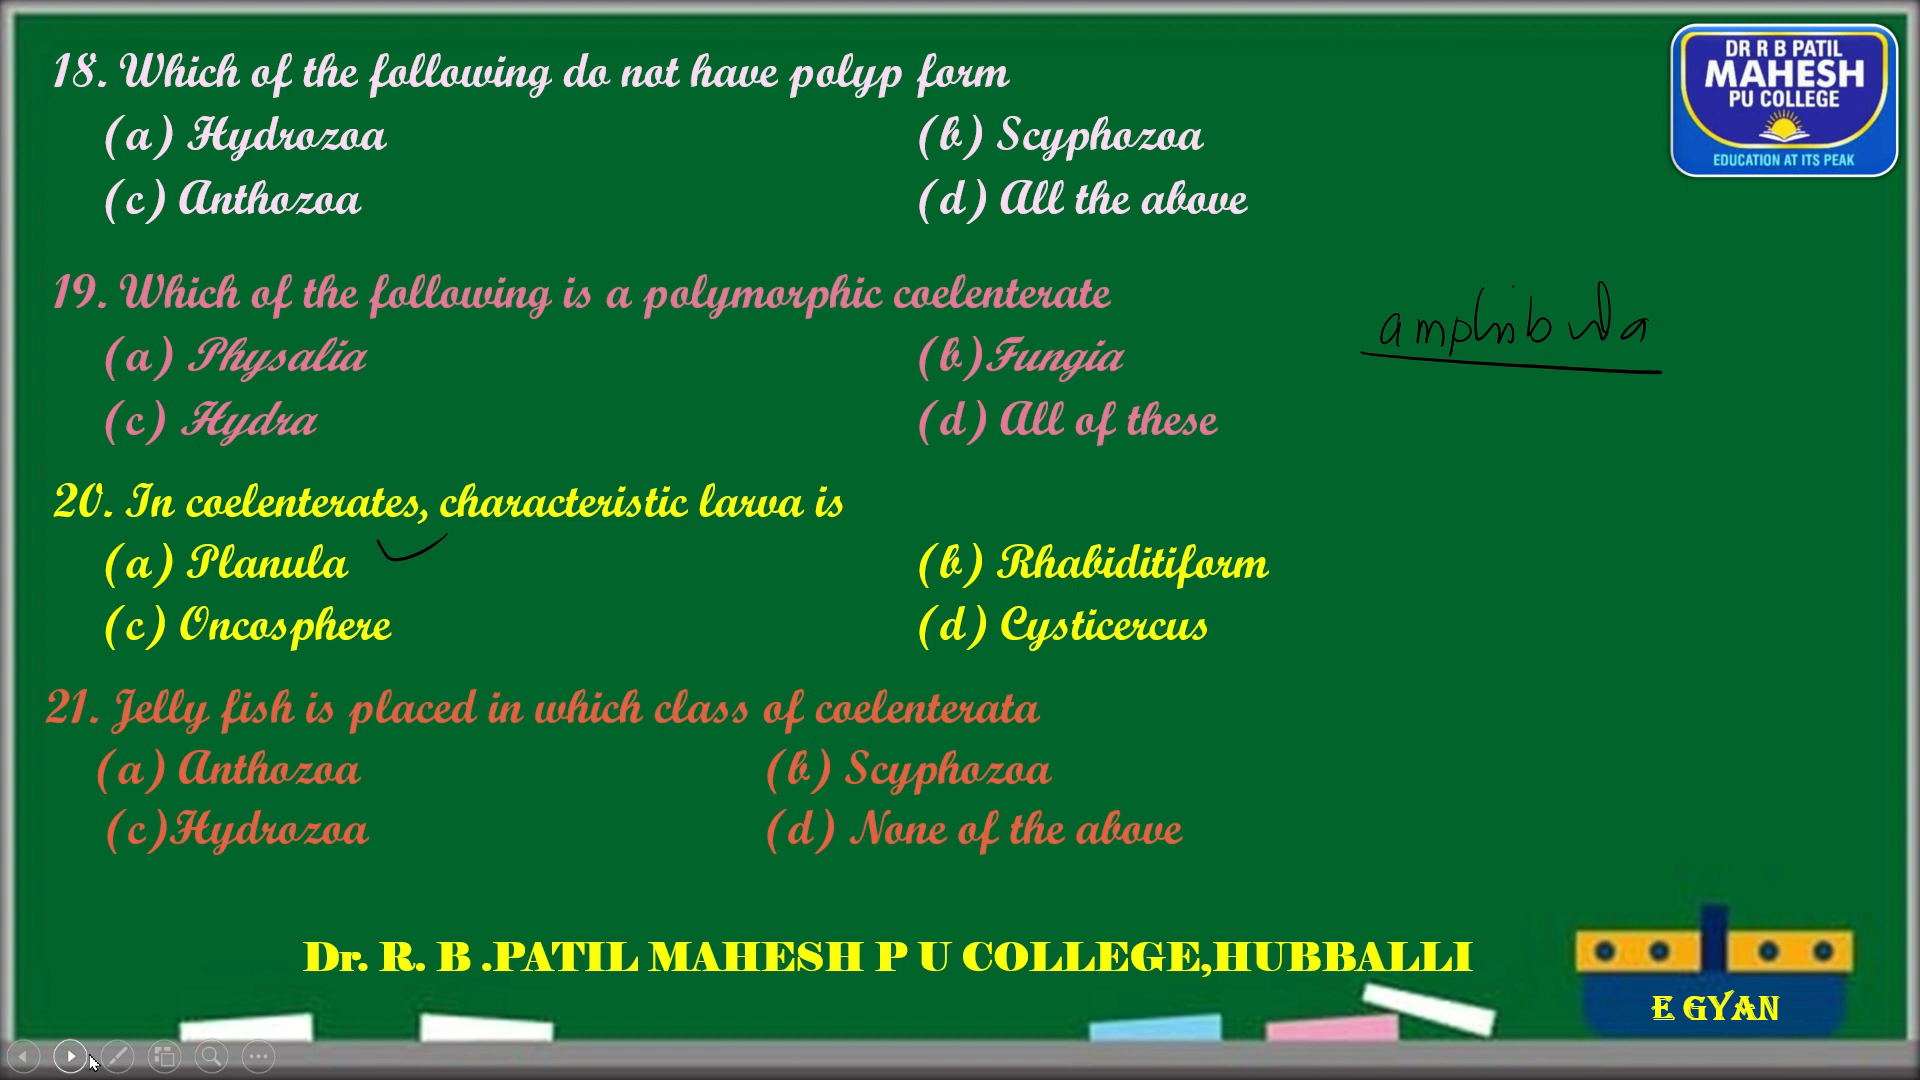 18. Which of the following do not have polyp form
(a) Hydrozoa (b) Scyphozoa
(c) Anthozoa (d) All the above
19. Which of the following is a polymorphic coelenterate
(a) Physalia (b)Fungia
(c) Hydra (d) All of these
20. In coelenterates, characteristic larva is
(a) Planula (b) Rhabiditiform
(c) Oncosphere (d) Cysticercus
21. Jelly fish is placed in which class of coelenterata
(a) Anthozoa (b) Scyphozoa
(c)Hydrozoa (d) None of the above
Dr. R. B .PATIL MAHESH P U COLLEGE,HUBBALLI
E GYAN
DR R B PATIL
MAHESH
PU COLLEGE
EDUCATION AT ITS PEAK